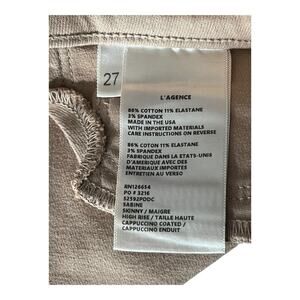 27
L'AGENCE
86% COTTON 11% ELASTANE
3% SPANDEX
MADE IN THE USA
WITH IMPORTED MATERIALS
CARE INSTRUCTIONS ON REVERSE
86% COTTON 11% ELASTANE
3% SPANDEX
FABRIQUE DANS LA ETATS-UNIS
D'AMERIQUE AVEC DES
MATERIAUX IMPORTES
ENTRETIEN AU VERSO
RN126654
PO # 3216
52592PDDC
SABINE
SKINNY / MAIGRE
HIGH RISE / TAILLE HAUTE
CAPPUCINO COATED /
CAPPUCCINO ENDUIT